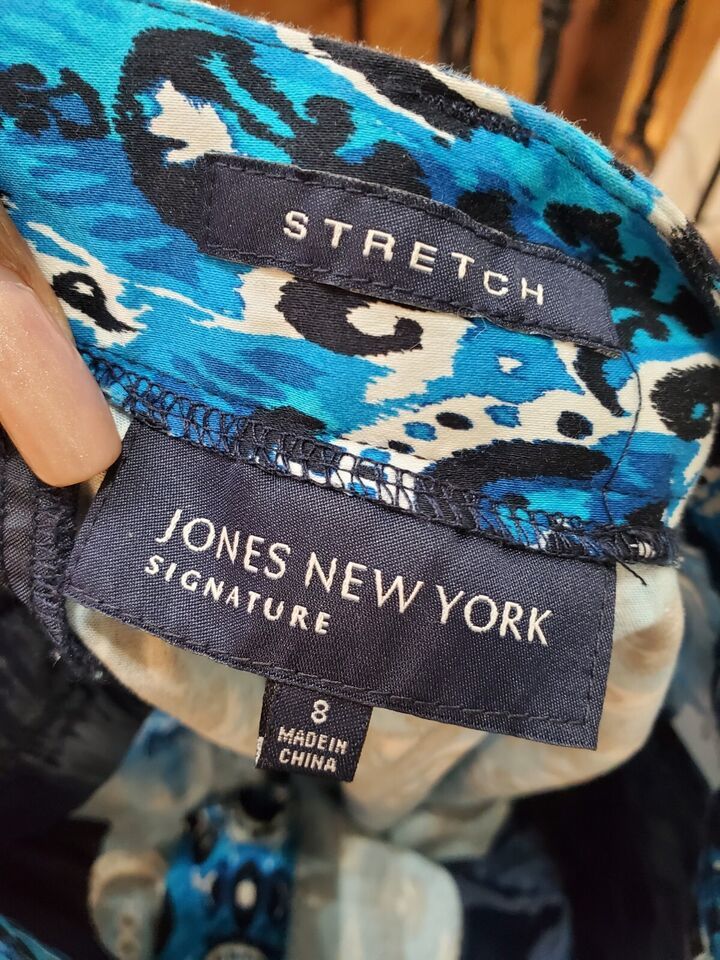 STRETCH
JONES NEW YORK
SIGNATURE
8
MADE IN
CHINA